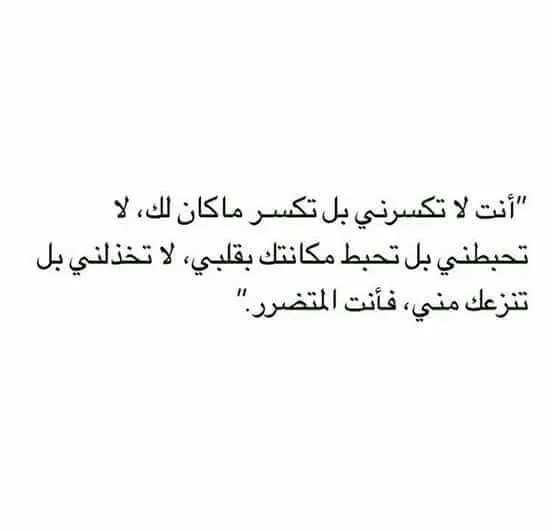 "أنت لا تكسرني بل تكسر ماكان لك، لا
تحبطني بل تحبط مكانتك بقلبي، لا تخذلني بل
تنزعك مني، فأنت المتضرر."